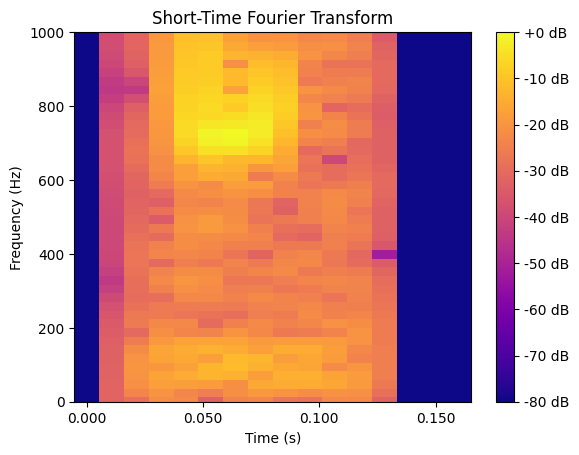 Short-Time Fourier Transform
Frequency (Hz)
1000
800
600
400
200
0
0.000
0.050
0.100
0.150
Time (s)
+0 dB
-10 dB
-20 dB
-30 dB
-40 dB
-50 dB
-60 dB
-70 dB
-80 dB